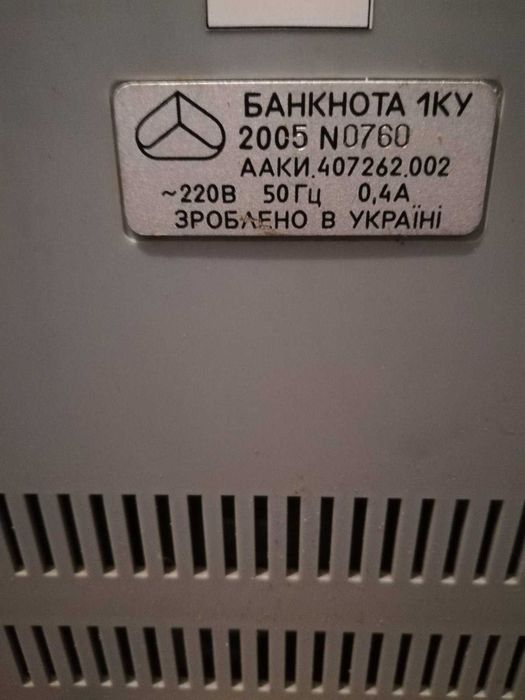 БАНКНОТА 1КУ
2005 N0760
ААКИ.407262.002
~220В 50Гц 0,4А
ЗРОБЛЕНО В УКРАЇНІ